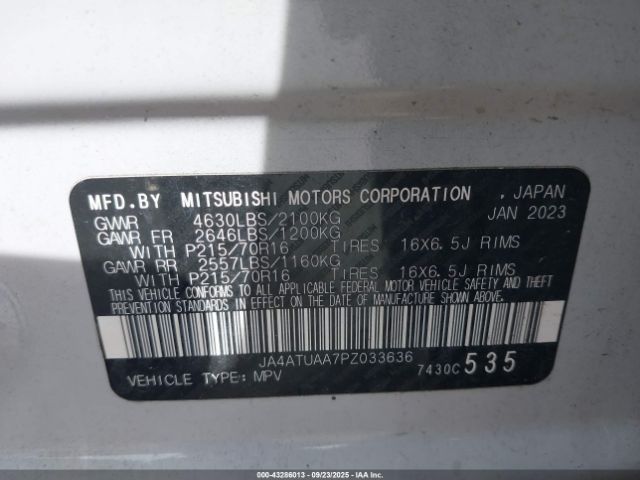 MFD.BY MITSUBISHI MOTORS CORPORATION , JAPAN
GVWR 4630LBS/2100KG JAN 2023
GAWR FR 2646LBS/1200KG
WITH P215/70R16 TIRES 16X6.5J RIMS
GAWR RR 2557LBS/1160KG
WITH P215/70R16 TIRES 16X6.5J RIMS
THIS VEHICLE CONFORMS TO ALL APPLICABLE FEDERAL MOTOR VEHICLE SAFETY AND THEFT
PREVENTION STANDARDS IN EFFECT ON THE DATE OF MANUFACTURE SHOWN ABOVE.
JA4ATUAA7PZ033636
VEHICLE TYPE: MPV 7430C 535
000-43286013 - 09/23/2025 - IAAI.COM